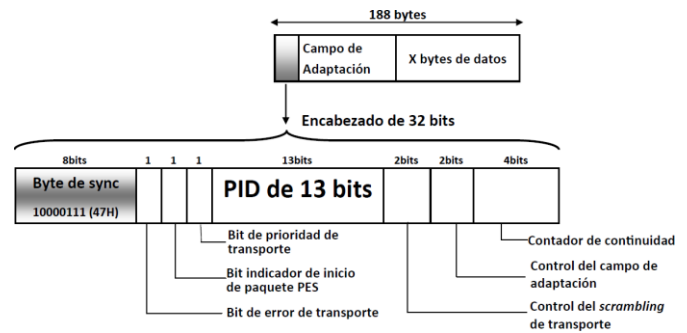 188 bytes
Campo de
Adaptación
X bytes de datos
Encabezado de 32 bits
8bits
1
1
1
13bits
2bits
2bits
4bits
Byte de sync
10000111 (47H)
PID de 13 bits
Bit de prioridad de
transporte
Bit indicador de inicio
de paquete PES
Bit de error de transporte
Contador de continuidad
Control del campo de
adaptación
Control del scrambling
de transporte